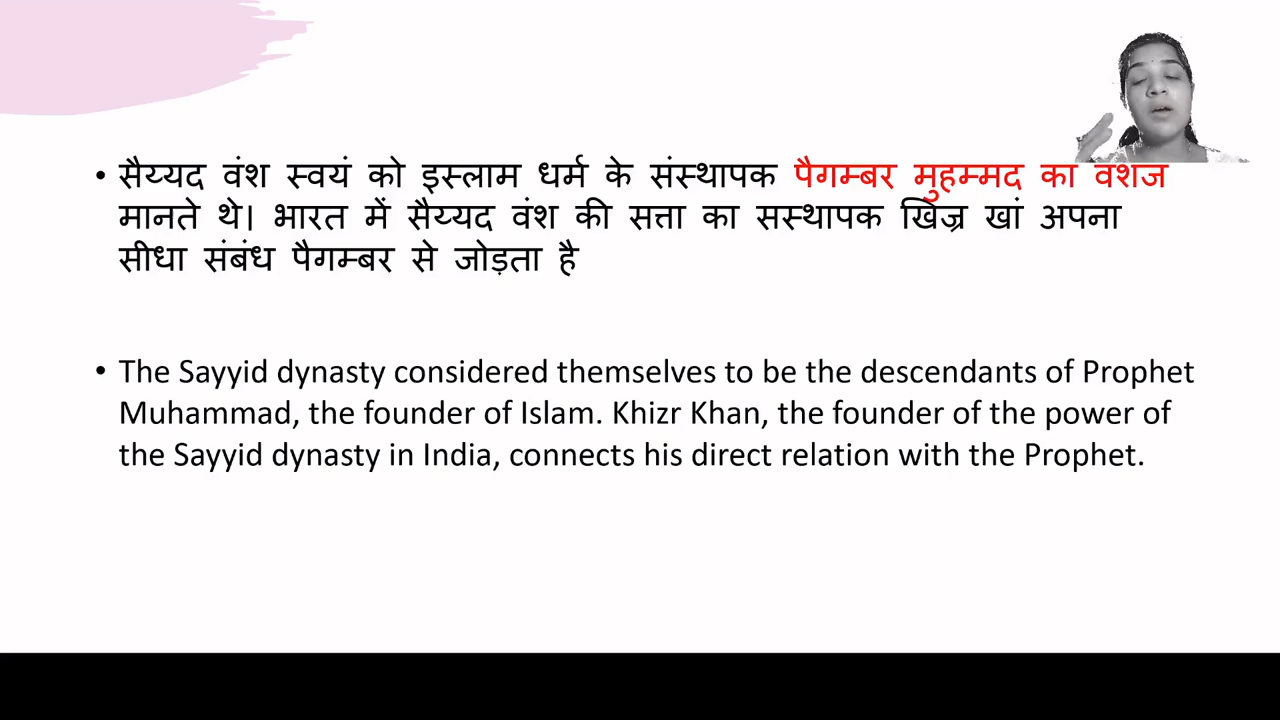 • सैय्यद वंश स्वयं को इस्लाम धर्म के संस्थापक पैगम्बर मुहम्मद का वंशज
मानते थे। भारत में सैय्यद वंश की सत्ता का सस्थापक खिज्र खां अपना
सीधा संबंध पैगम्बर से जोड़ता है
• The Sayyid dynasty considered themselves to be the descendants of Prophet
Muhammad, the founder of Islam. Khizr Khan, the founder of the power of
the Sayyid dynasty in India, connects his direct relation with the Prophet.